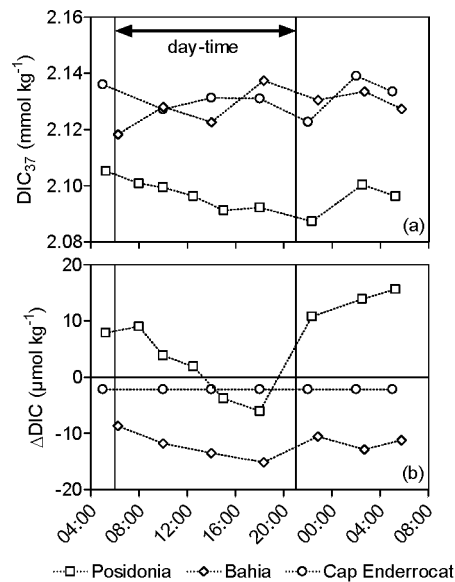 2.16
day-time
2.14
2.12
2.10
2.08
DIC37 (mmol kg-1)
(a)
20
10
0
-10
-20
ΔDIC (µmol kg-1)
(b)
04:00 08:00 12:00 16:00 20:00 00:00 04:00 08:00
Posidonia Bahia Cap Enderrocat